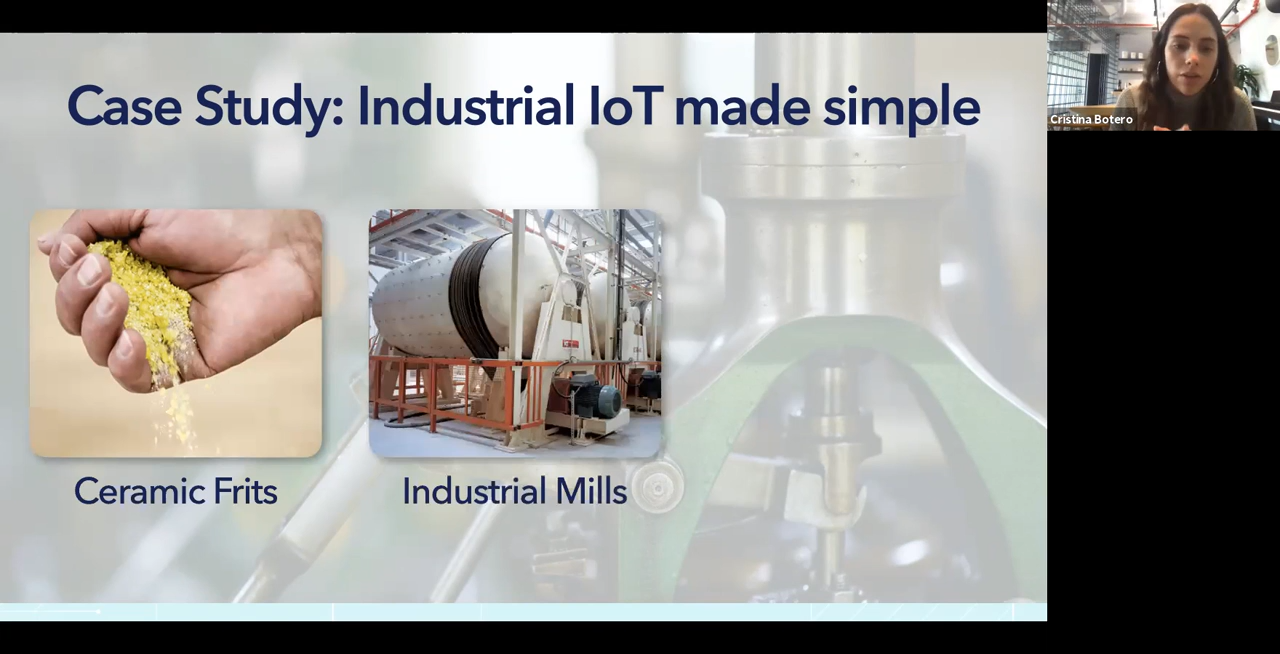 Case Study: Industrial IoT made simple
Cristina Botero
Ceramic Frits
Industrial Mills